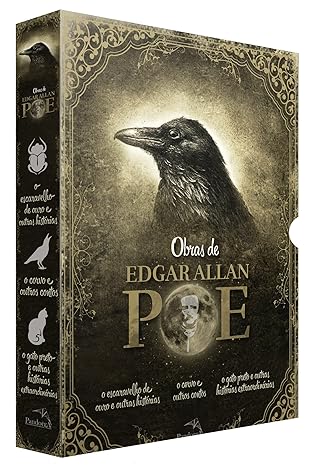 Obras de
EDGAR ALLAN
POE
o
escaravelho
de ouro e
outras histórias
o corvo e
outros contos
o gato preto
e outras
histórias
extraordinárias
Pandorga
Obras de
EDGAR ALLAN
POE
o escaravelho de
ouro e outras histórias
o corvo e
outros contos
o gato preto e outras
histórias extraordinárias